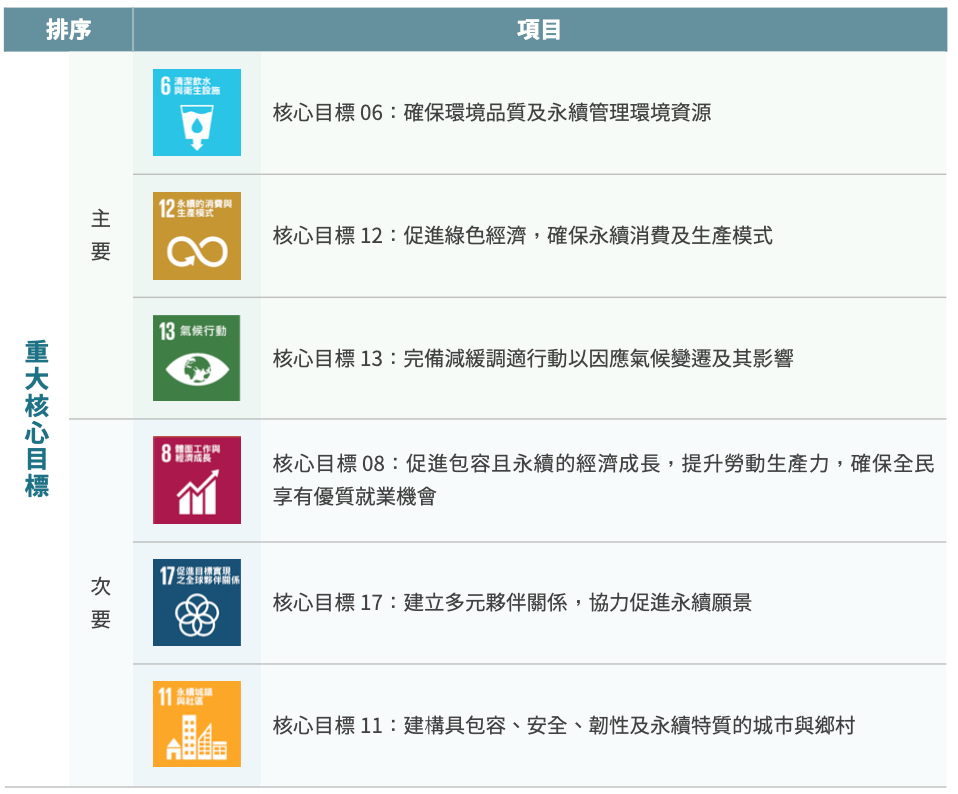 排序
項目
重大核心目標
主要
6 清潔飲水
與衛生設施
核心目標 06：確保環境品質及永續管理環境資源
12 永續的消費與
生產模式
核心目標 12：促進綠色經濟，確保永續消費及生產模式
13 氣候行動
核心目標 13：完備減緩調適行動以因應氣候變遷及其影響
次要
8 體面工作與
經濟成長
核心目標 08：促進包容且永續的經濟成長，提升勞動生產力，確保全民
享有優質就業機會
17 促進目標實現
之全球夥伴關係
核心目標 17：建立多元夥伴關係，協力促進永續願景
11 永續城鎮
與社區
核心目標 11：建構具包容、安全、韌性及永續特質的城市與鄉村